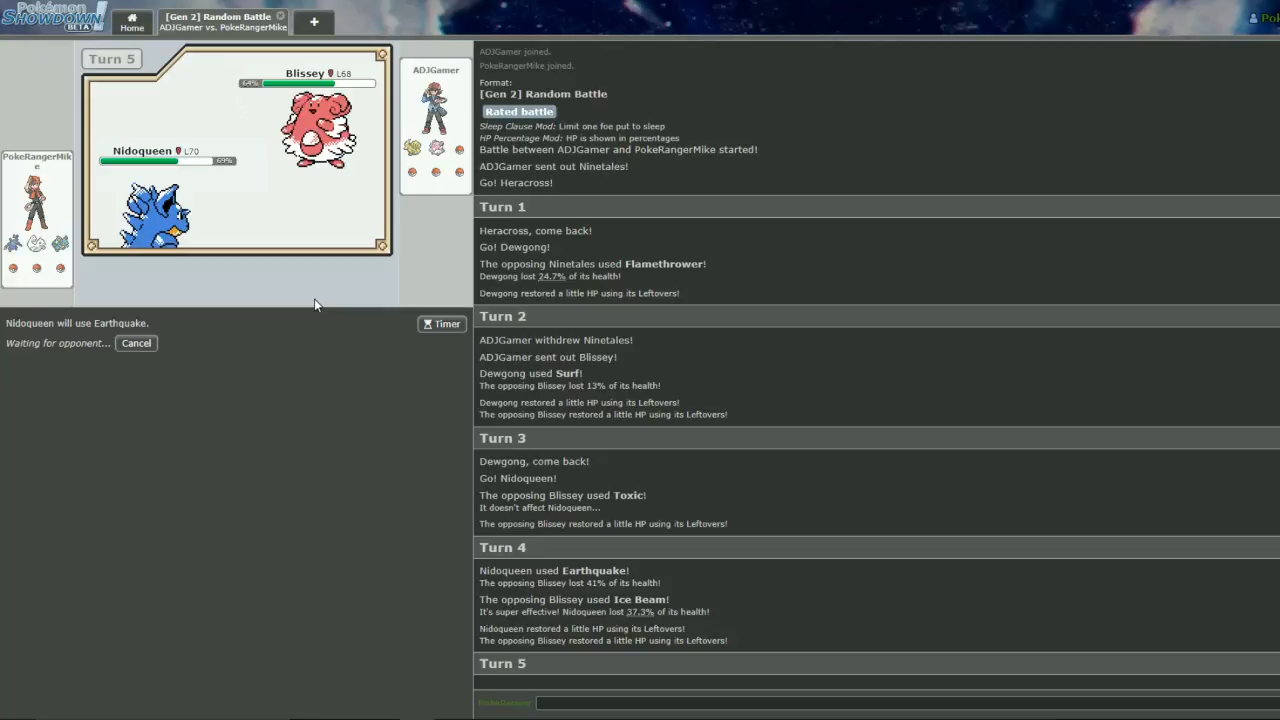 Pokémon
SHOWDOWN!
BETA
Home
[Gen 2] Random Battle
ADJGamer vs. PokeRangerMike
+
Turn 5
Blissey L68
64%
Nidoqueen L70
69%
PokeRangerMik
e
ADJGamer
Nidoqueen will use Earthquake.
Timer
Waiting for opponent...
Cancel
ADJGamer joined.
PokeRangerMike joined.
Format:
[Gen 2] Random Battle
Rated battle
Sleep Clause Mod: Limit one foe put to sleep
HP Percentage Mod: HP is shown in percentages
Battle between ADJGamer and PokeRangerMike started!
ADJGamer sent out Ninetales!
Go! Heracross!
Turn 1
Heracross, come back!
Go! Dewgong!
The opposing Ninetales used Flamethrower!
Dewgong lost 24.7% of its health!
Dewgong restored a little HP using its Leftovers!
Turn 2
ADJGamer withdrew Ninetales!
ADJGamer sent out Blissey!
Dewgong used Surf!
The opposing Blissey lost 13% of its health!
Dewgong restored a little HP using its Leftovers!
The opposing Blissey restored a little HP using its Leftovers!
Turn 3
Dewgong, come back!
Go! Nidoqueen!
The opposing Blissey used Toxic!
It doesn't affect Nidoqueen...
The opposing Blissey restored a little HP using its Leftovers!
Turn 4
Nidoqueen used Earthquake!
The opposing Blissey lost 41% of its health!
The opposing Blissey used Ice Beam!
It's super effective! Nidoqueen lost 37.3% of its health!
Nidoqueen restored a little HP using its Leftovers!
The opposing Blissey restored a little HP using its Leftovers!
Turn 5